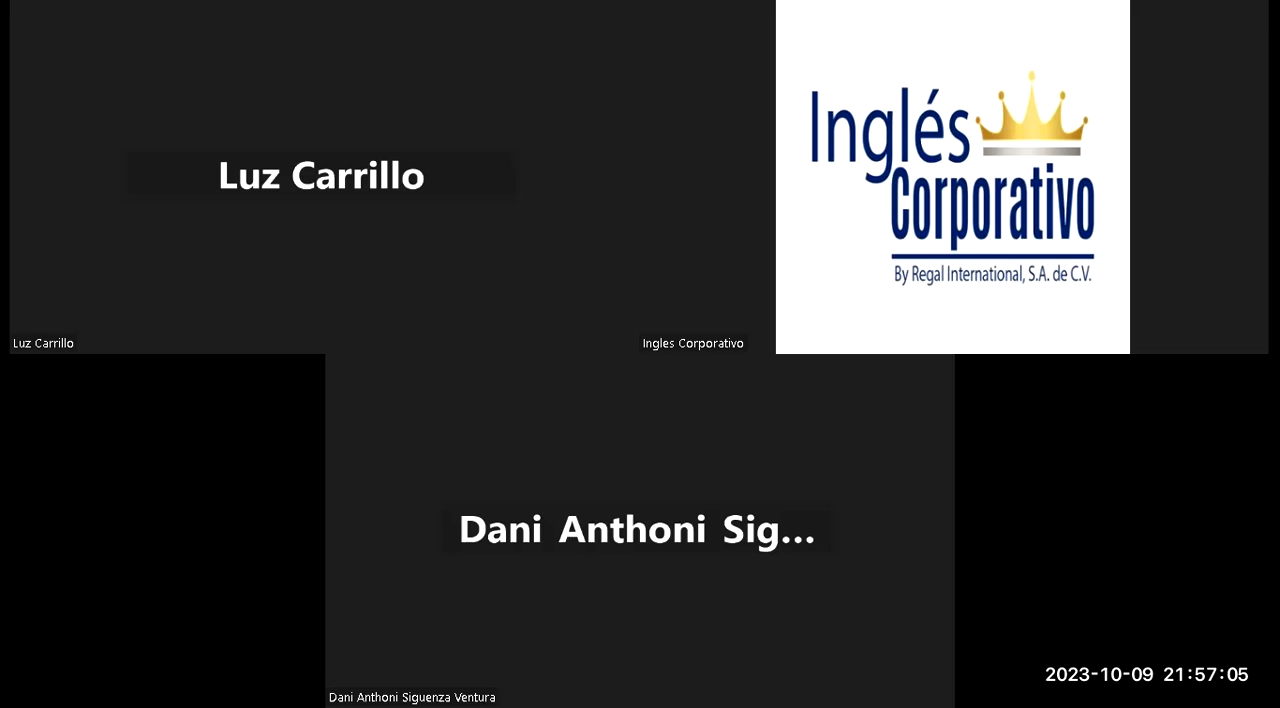 Luz Carrillo
Luz Carrillo
Inglés
Corporativo
By Regal International, S.A. de C.V.
Ingles Corporativo
Dani Anthoni Sig...
Dani Anthoni Siguenza Ventura
2023-10-09 21:57:05